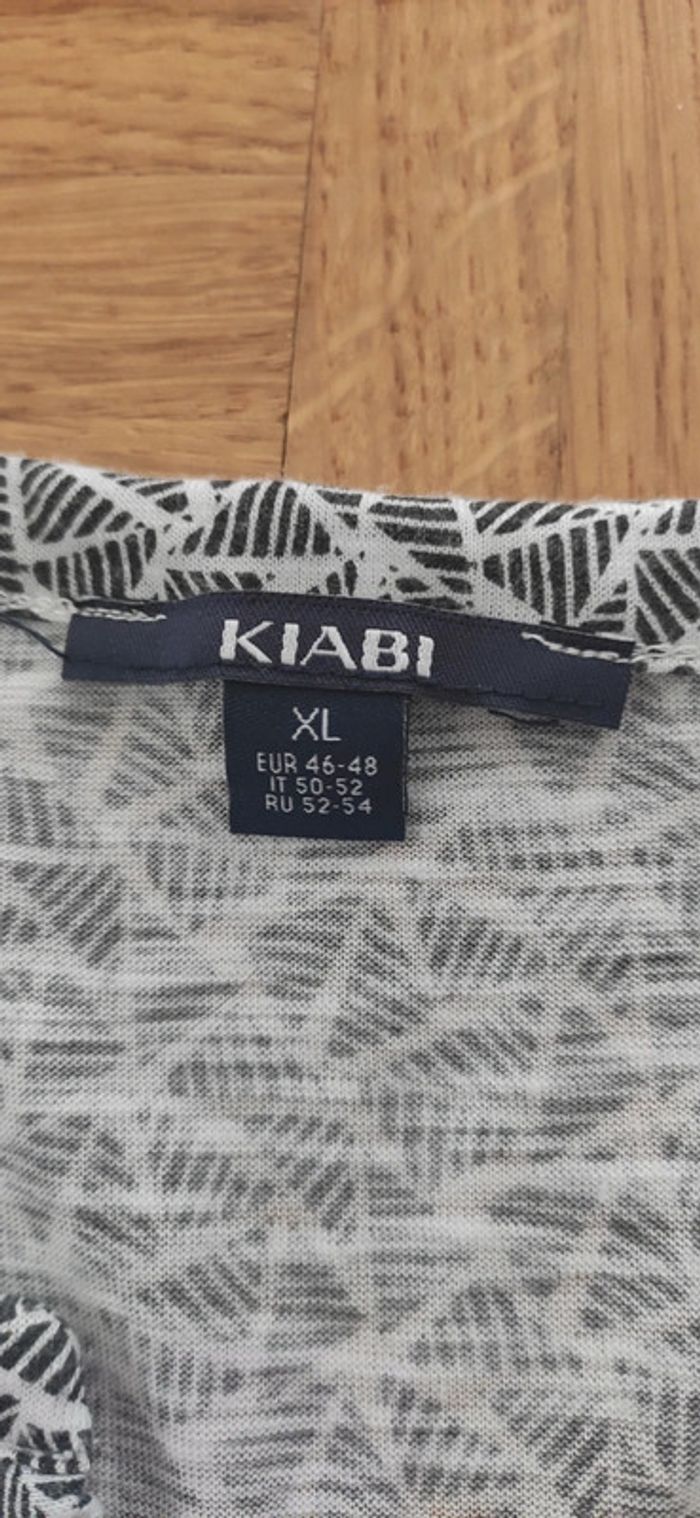 KIABI
XL
EUR 46-48
IT 50-52
RU 52-54